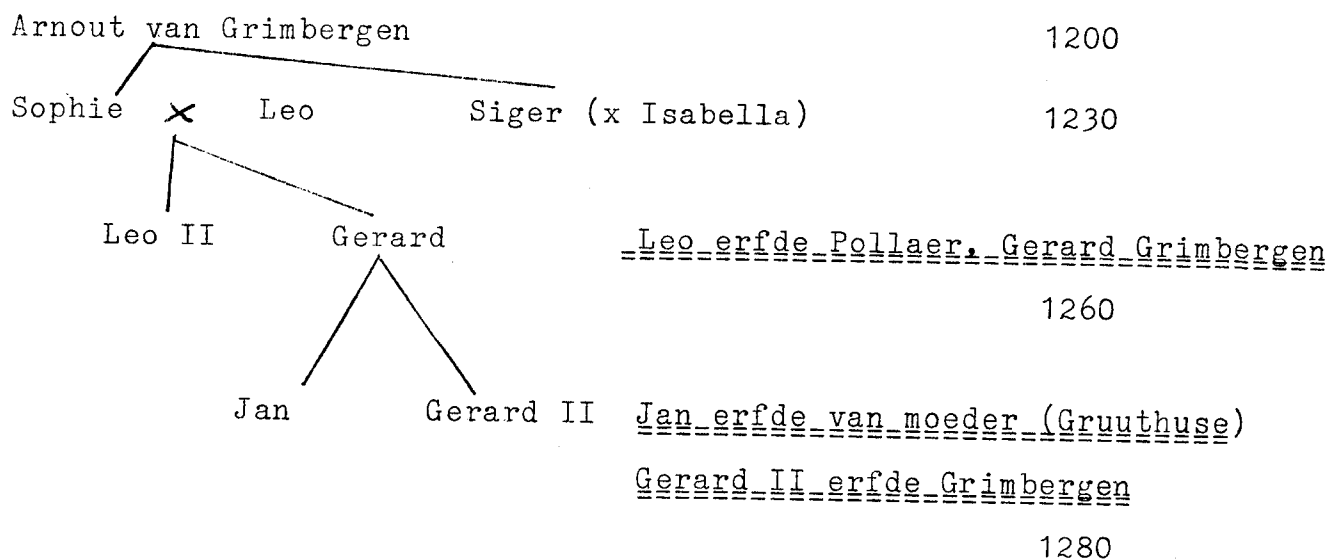 Arnout van Grimbergen 1200
Sophie x Leo Siger (x Isabella) 1230
Leo II Gerard Leo erfde Pollaer. Gerard Grimbergen
1260
Jan Gerard II Jan erfde van moeder (Gruuthuse)
Gerard II erfde Grimbergen
1280